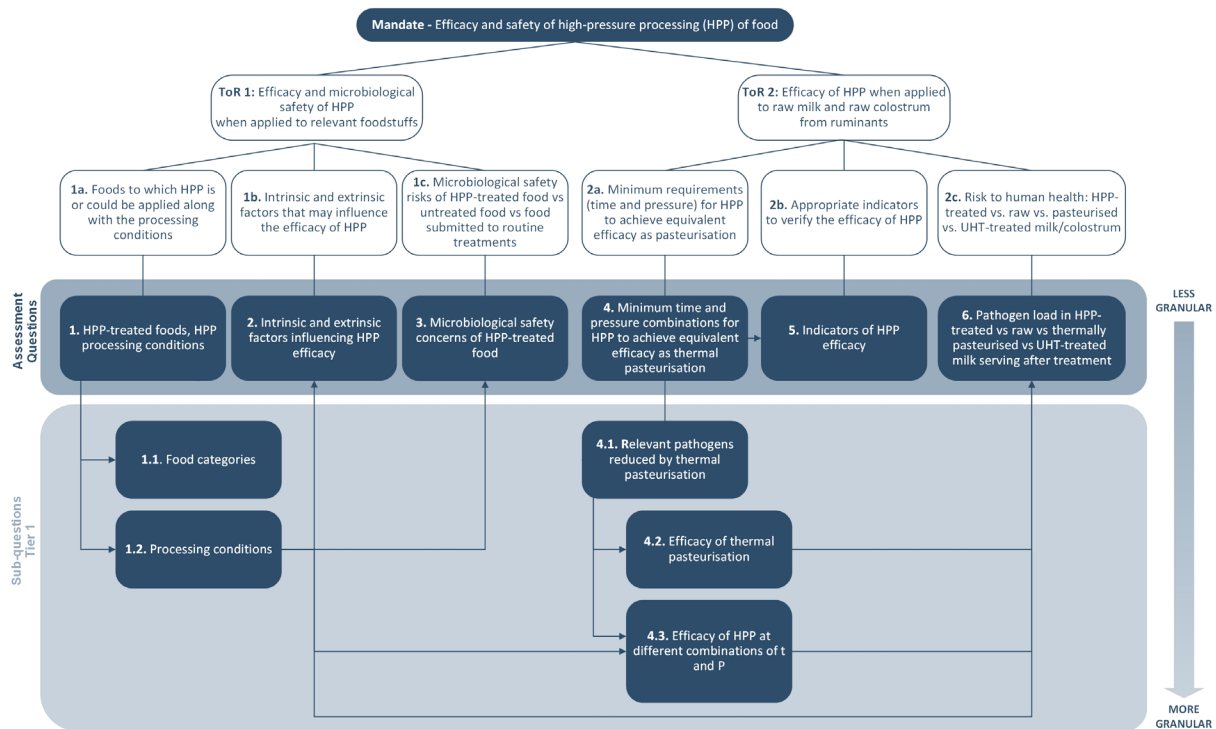 Mandate - Efficacy and safety of high-pressure processing (HPP) of food
ToR 1: Efficacy and microbiological
safety of HPP
when applied to relevant foodstuffs
ToR 2: Efficacy of HPP when applied
to raw milk and raw colostrum
from ruminants
1a. Foods to which HPP is
or could be applied along
with the processing
conditions
1b. Intrinsic and extrinsic
factors that may influence
the efficacy of HPP
1c. Microbiological safety
risks of HPP-treated food vs
untreated food vs food
submitted to routine
treatments
2a. Minimum requirements
(time and pressure) for HPP
to achieve equivalent
efficacy as pasteurisation
2b. Appropriate indicators
to verify the efficacy of HPP
2c. Risk to human health: HPP-
treated vs. raw vs. pasteurised
vs. UHT-treated milk/colostrum
Assessment
Questions
1. HPP-treated foods, HPP
processing conditions
2. Intrinsic and extrinsic
factors influencing HPP
efficacy
3. Microbiological safety
concerns of HPP-treated
food
4. Minimum time and
pressure combinations for
HPP to achieve equivalent
efficacy as thermal
pasteurisation
5. Indicators of HPP
efficacy
6. Pathogen load in HPP-
treated vs raw vs thermally
pasteurised vs UHT-treated
milk serving after treatment
LESS
GRANULAR
Sub-questions
Tier 1
1.1. Food categories
1.2. Processing conditions
4.1. Relevant pathogens
reduced by thermal
pasteurisation
4.2. Efficacy of thermal
pasteurisation
4.3. Efficacy of HPP at
different combinations of t
and P
MORE
GRANULAR